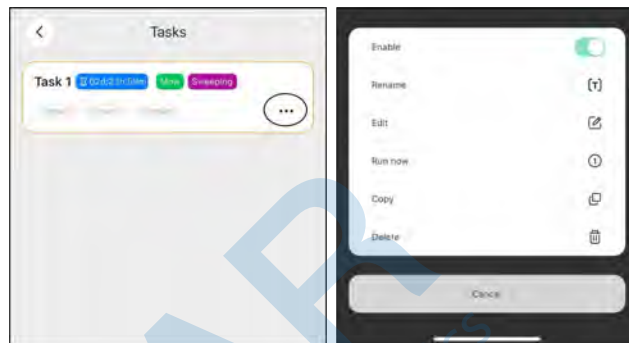 Tasks
Task 1 Mow Sweeping
Enable
Rename
Edit
Run now
Copy
Delete
Cancel